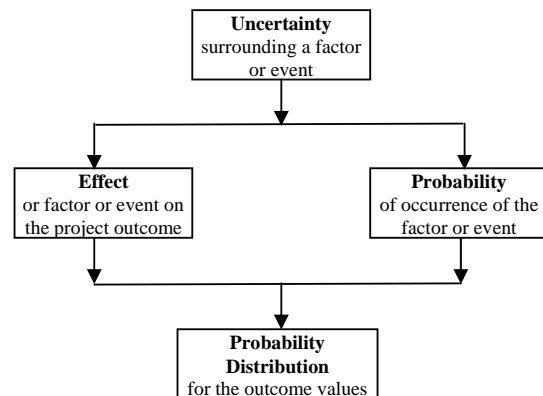 Uncertainty
surrounding a factor
or event
Effect
or factor or event on
the project outcome
Probability
of occurrence of the
factor or event
Probability
Distribution
for the outcome values